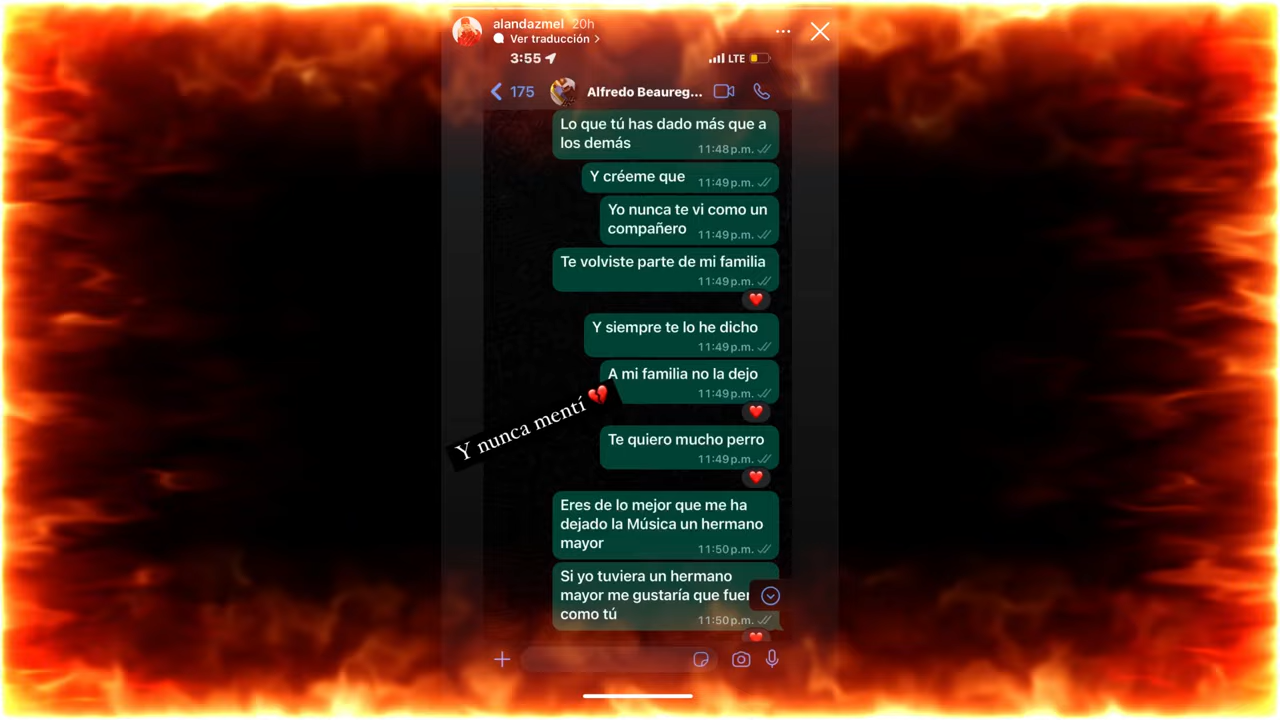 alandazmel 20h
Ver traducción >
3:55 LTE
175 Alfredo Beaureg...
Lo que tú has dado más que a
los demás
11:48 p.m.
Y créeme que 11:49 p.m.
Yo nunca te vi como un
compañero 11:49 p.m.
Te volviste parte de mi familia
11:49 p.m.
Y siempre te lo he dicho
11:49 p.m.
A mi familia no la dejo
11:49 p.m.
Y nunca mentí 💔
Te quiero mucho perro
11:49 p.m.
Eres de lo mejor que me ha
dejado la Música un hermano
mayor 11:50 p.m.
Si yo tuviera un hermano
mayor me gustaría que fuer
como tú 11:50 p.m.